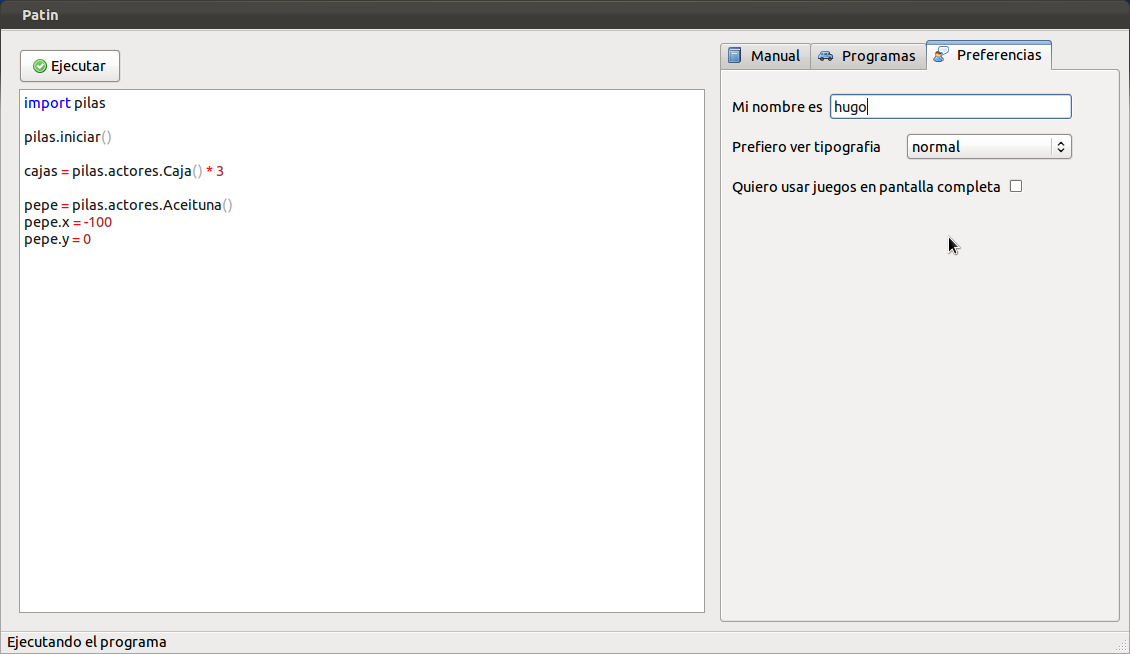 Patin
Ejecutar
import pilas
pilas.iniciar()
cajas = pilas.actores.Caja() * 3
pepe = pilas.actores.Aceituna()
pepe.x = -100
pepe.y = 0
Manual Programas Preferencias
Mi nombre es hugo
Prefiero ver tipografia normal
Quiero usar juegos en pantalla completa
Ejecutando el programa